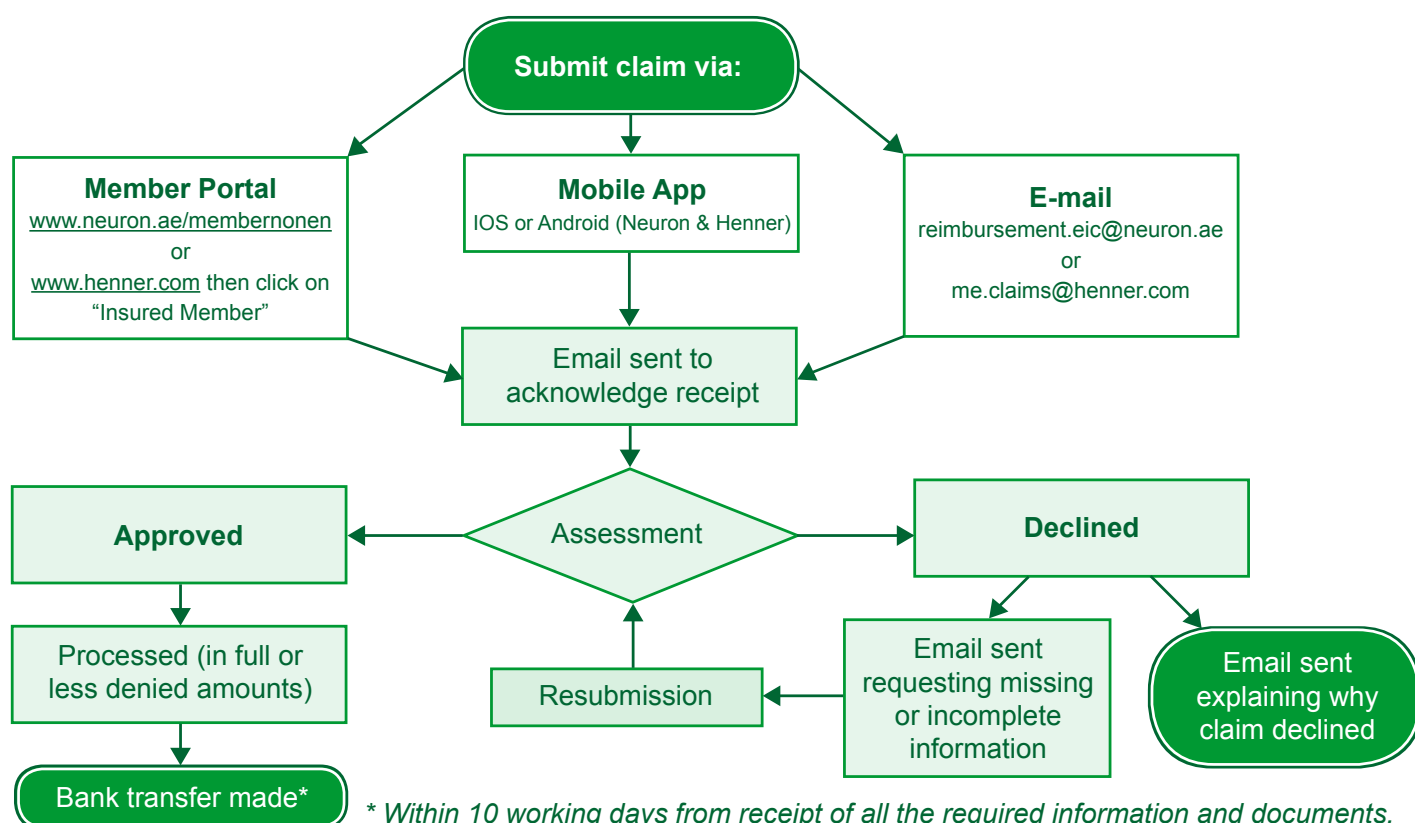 Submit claim via:
Member Portal
www.neuron.ae/membernonen
or
www.henner.com then click on
“Insured Member”
Mobile App
IOS or Android (Neuron & Henner)
E-mail
reimbursement.eic@neuron.ae
or
me.claims@henner.com
Email sent to
acknowledge receipt
Assessment
Approved
Declined
Processed (in full or
less denied amounts)
Resubmission
Email sent
requesting missing
or incomplete
information
Email sent
explaining why
claim declined
Bank transfer made*
* Within 10 working days from receipt of all the required information and documents.